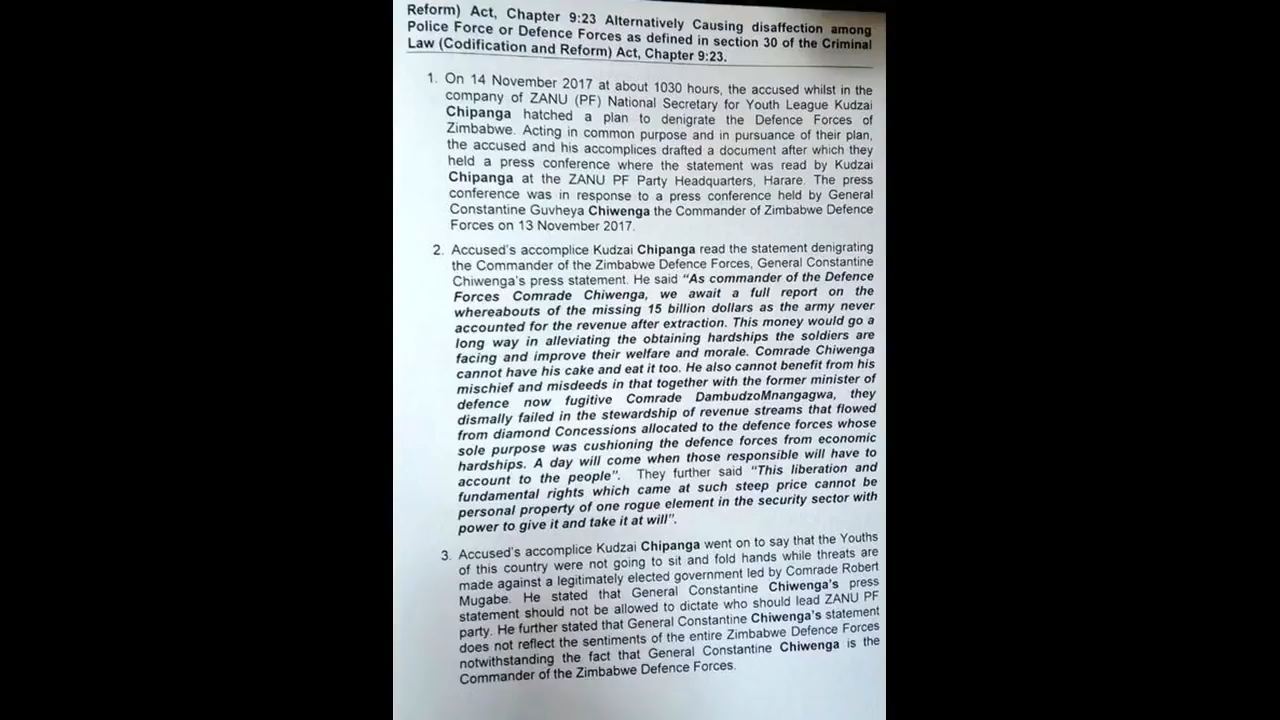 Reform) Act, Chapter 9:23 Alternatively Causing disaffection among
Police Force or Defence Forces as defined in section 30 of the Criminal
Law (Codification and Reform) Act, Chapter 9:23.
1. On 14 November 2017 at about 1030 hours, the accused whilst in the
company of ZANU (PF) National Secretary for Youth League Kudzai
Chipanga hatched a plan to denigrate the Defence Forces of
Zimbabwe. Acting in common purpose and in pursuance of their plan,
the accused and his accomplices drafted a document after which they
held a press conference where the statement was read by Kudzai
Chipanga at the ZANU PF Party Headquarters, Harare. The press
conference was in response to a press conference held by General
Constantine Guvheya Chiwenga the Commander of Zimbabwe Defence
Forces on 13 November 2017.
2. Accused's accomplice Kudzai Chipanga read the statement denigrating
the Commander of the Zimbabwe Defence Forces, General Constantine
Chiwenga's press statement. He said "As commander of the Defence
Forces Comrade Chiwenga, we await a full report on the
whereabouts of the missing 15 billion dollars as the army never
accounted for the revenue after extraction. This money would go a
long way in alleviating the obtaining hardships the soldiers are
facing and improve their welfare and morale. Comrade Chiwenga
cannot have his cake and eat it too. He also cannot benefit from his
mischief and misdeeds in that together with the former minister of
defence now fugitive Comrade DambudzoMnangagwa, they
dismally failed in the stewardship of revenue streams that flowed
from diamond Concessions allocated to the defence forces whose
sole purpose was cushioning the defence forces from economic
hardships. A day will come when those responsible will have to
account to the people". They further said "This liberation and
fundamental rights which came at such steep price cannot be
personal property of one rogue element in the security sector with
power to give it and take it at will".
3. Accused's accomplice Kudzai Chipanga went on to say that the Youths
of this country were not going to sit and fold hands while threats are
made against a legitimately elected government led by Comrade Robert
Mugabe. He stated that General Constantine Chiwenga's press
statement should not be allowed to dictate who should lead ZANU PF
party. He further stated that General Constantine Chiwenga's statement
does not reflect the sentiments of the entire Zimbabwe Defence Forces
notwithstanding the fact that General Constantine Chiwenga is the
Commander of the Zimbabwe Defence Forces.